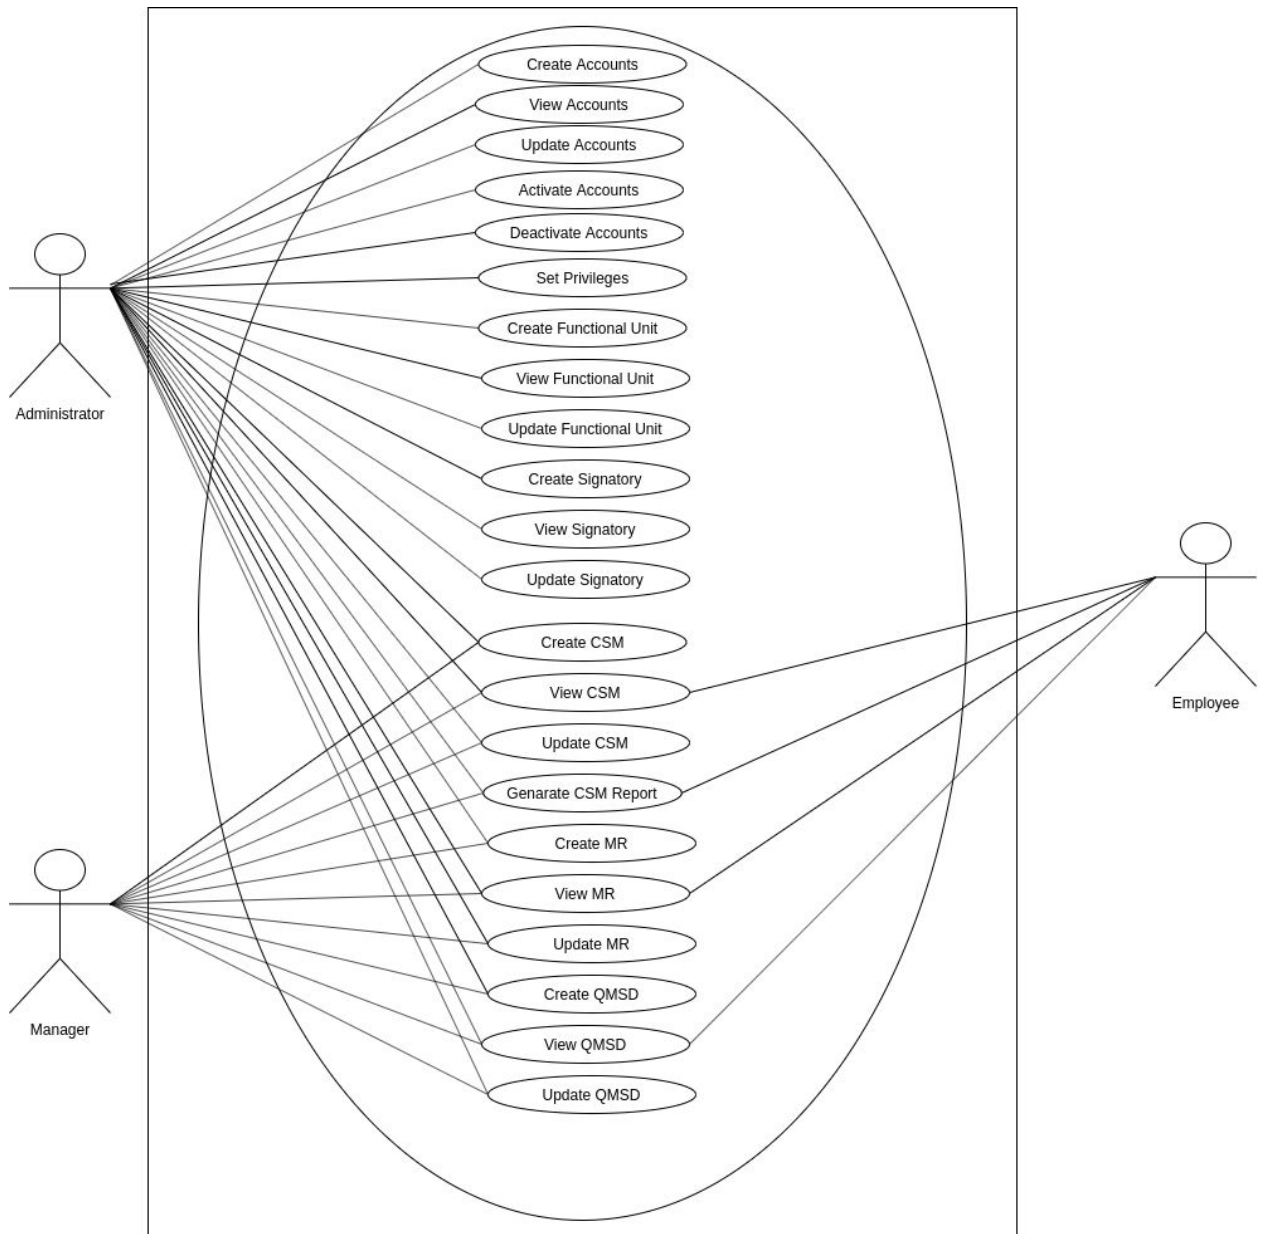 Create Accounts
View Accounts
Update Accounts
Activate Accounts
Deactivate Accounts
Set Privileges
Create Functional Unit
View Functional Unit
Administrator
Update Functional Unit
Create Signatory
View Signatory
Update Signatory
Create CSM
View CSM
Employee
Update CSM
Genarate CSM Report
Create MR
View MR
Update MR
Create QMSD
Manager
View QMSD
Update QMSD